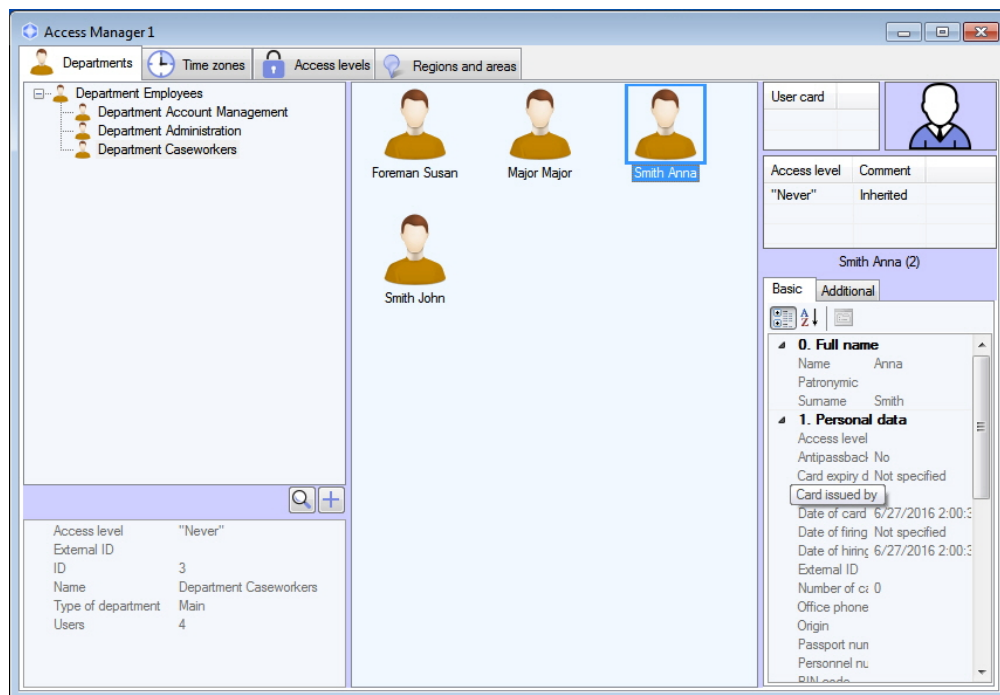 Access Manager 1
Departments Time zones Access levels Regions and areas
Department Employees
Department Account Management
Department Administration
Department Caseworkers
Access level "Never"
External ID
ID 3
Name Department Caseworkers
Type of department Main
Users 4
Foreman Susan Major Major Smith Anna
Smith John
User card
Access level Comment
"Never" Inherited
Smith Anna (2)
Basic Additional
0. Full name
Name Anna
Patronymic
Surname Smith
1. Personal data
Access level
Antipassback No
Card expiry d Not specified
Card issued by
Date of card 6/27/2016 2:00:3
Date of firing Not specified
Date of hiring 6/27/2016 2:00:3
External ID
Number of ca 0
Office phone
Origin
Passport num
Personnel nu
PIN code